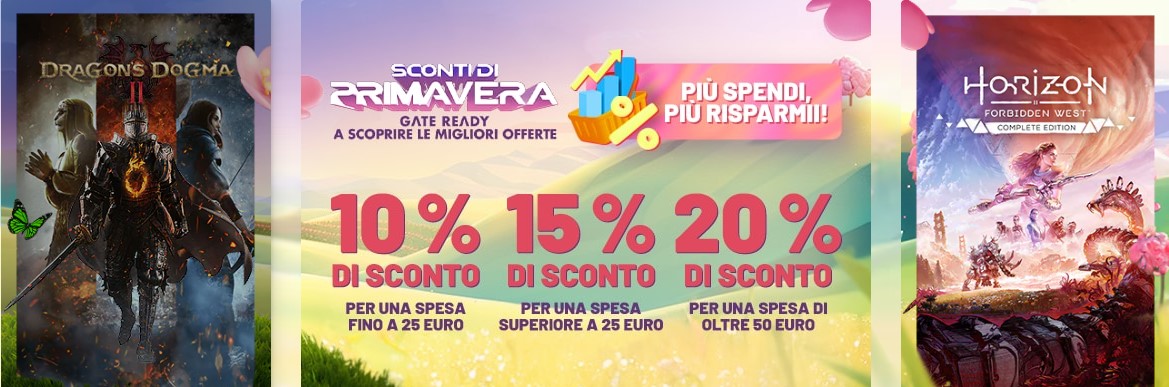 DRAGON'S DOGMA
II
SCONTI DI
PRIMAVERA
GATE READY
A SCOPRIRE LE MIGLIORI OFFERTE
PIÙ SPENDI,
PIÙ RISPARMII!
10 %
DI SCONTO
PER UNA SPESA
FINO A 25 EURO
15 %
DI SCONTO
PER UNA SPESA
SUPERIORE A 25 EURO
20 %
DI SCONTO
PER UNA SPESA DI
OLTRE 50 EURO
HORIZON
FORBIDDEN WEST
COMPLETE EDITION